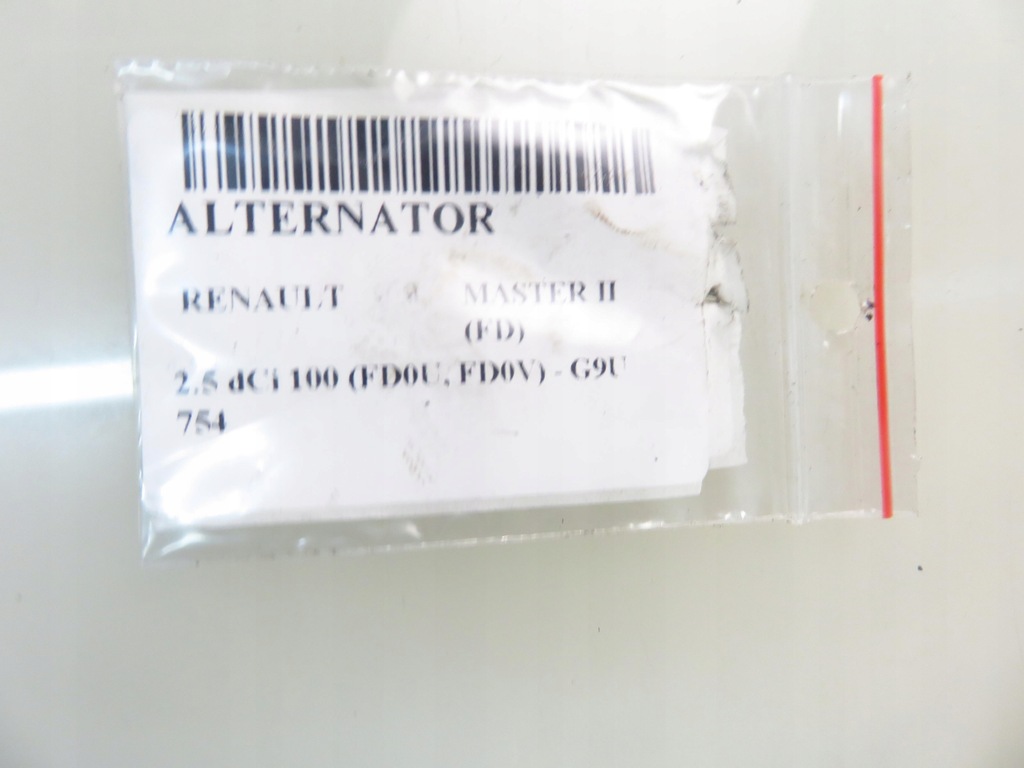 ALTERNATOR
RENAULT MASTER II
(FD)
2.5 dCi 100 (FD0U, FD0V) - G9U
754